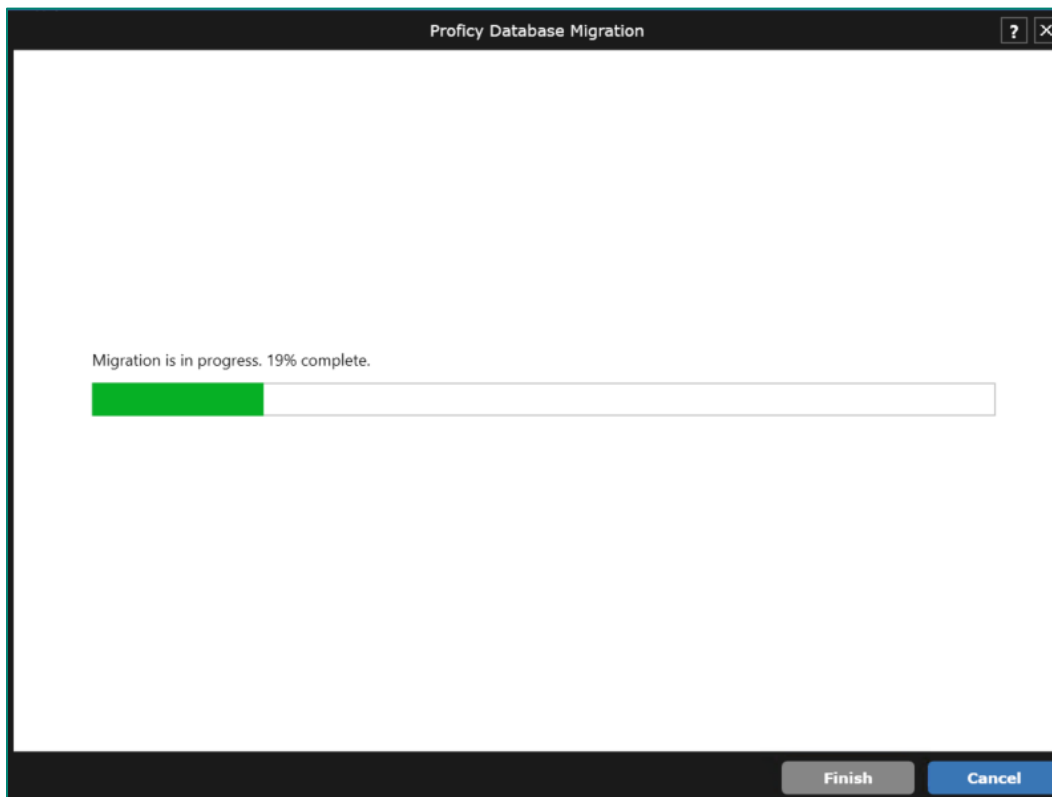 Proficy Database Migration
?
Migration is in progress. 19% complete.
Finish
Cancel